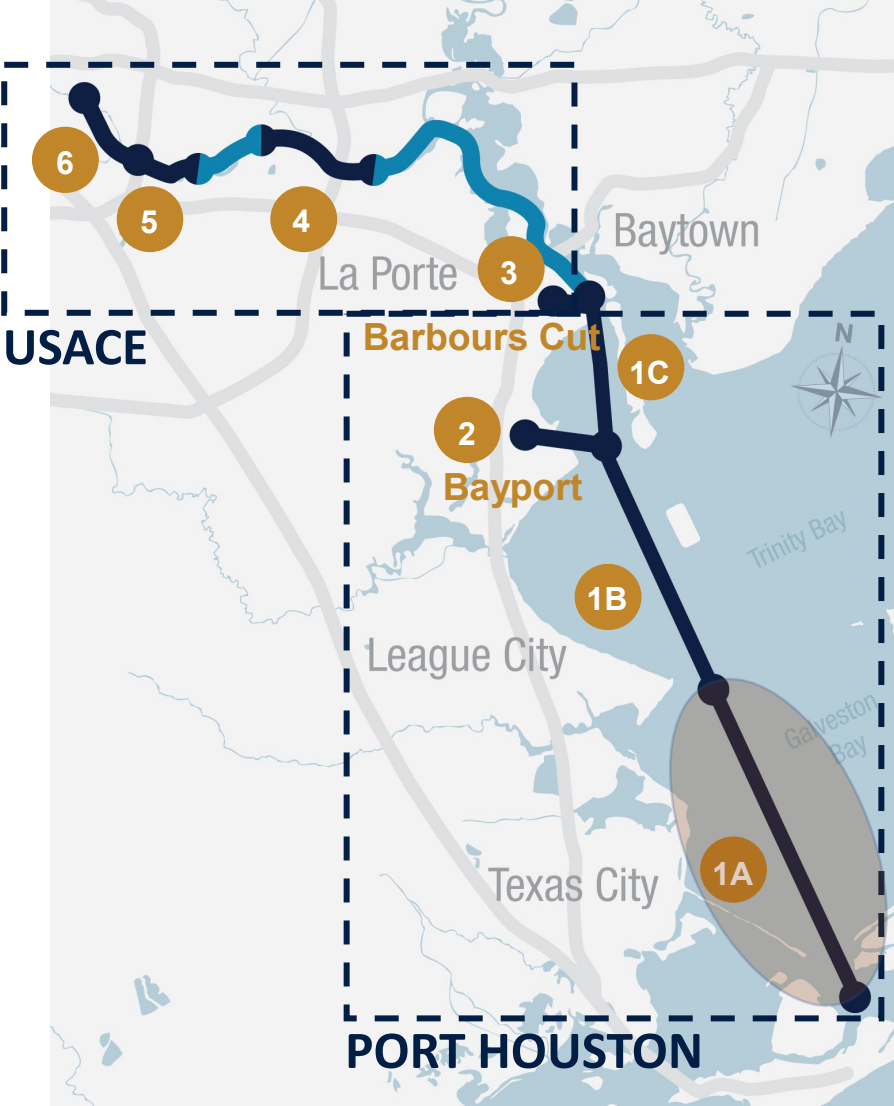 6
5
4
Baytown
La Porte
3
USACE
Barbours Cut
N
1C
2
Bayport
Trinity Bay
1B
League City
Galveston
Bay
1A
Texas City
PORT HOUSTON